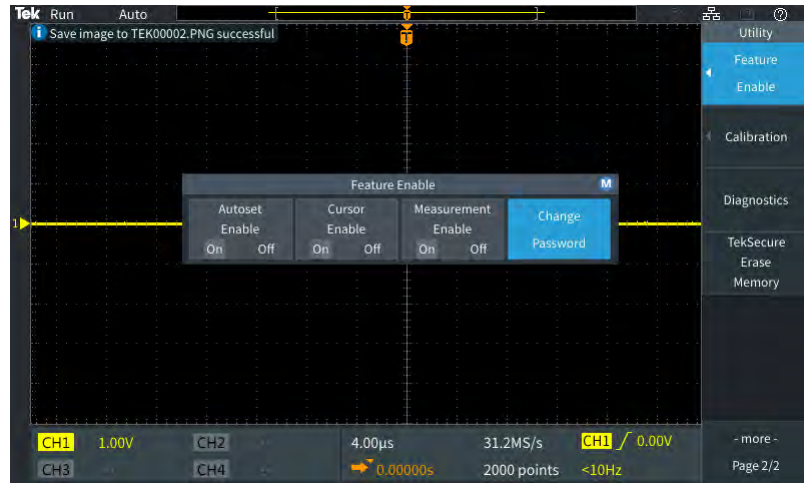 Tek Run Auto
i Save image to TEK00002.PNG successful
T
T
Utility
Feature
Enable
Calibration
Diagnostics
TekSecure
Erase
Memory
- more -
Page 2/2
Feature Enable M
Autoset
Enable
On Off
Cursor
Enable
On Off
Measurement
Enable
On Off
Change
Password
1
CH1 1.00V CH2 4.00µs 31.2MS/s CH1 0.00V
CH3 CH4 0.00000s 2000 points <10Hz